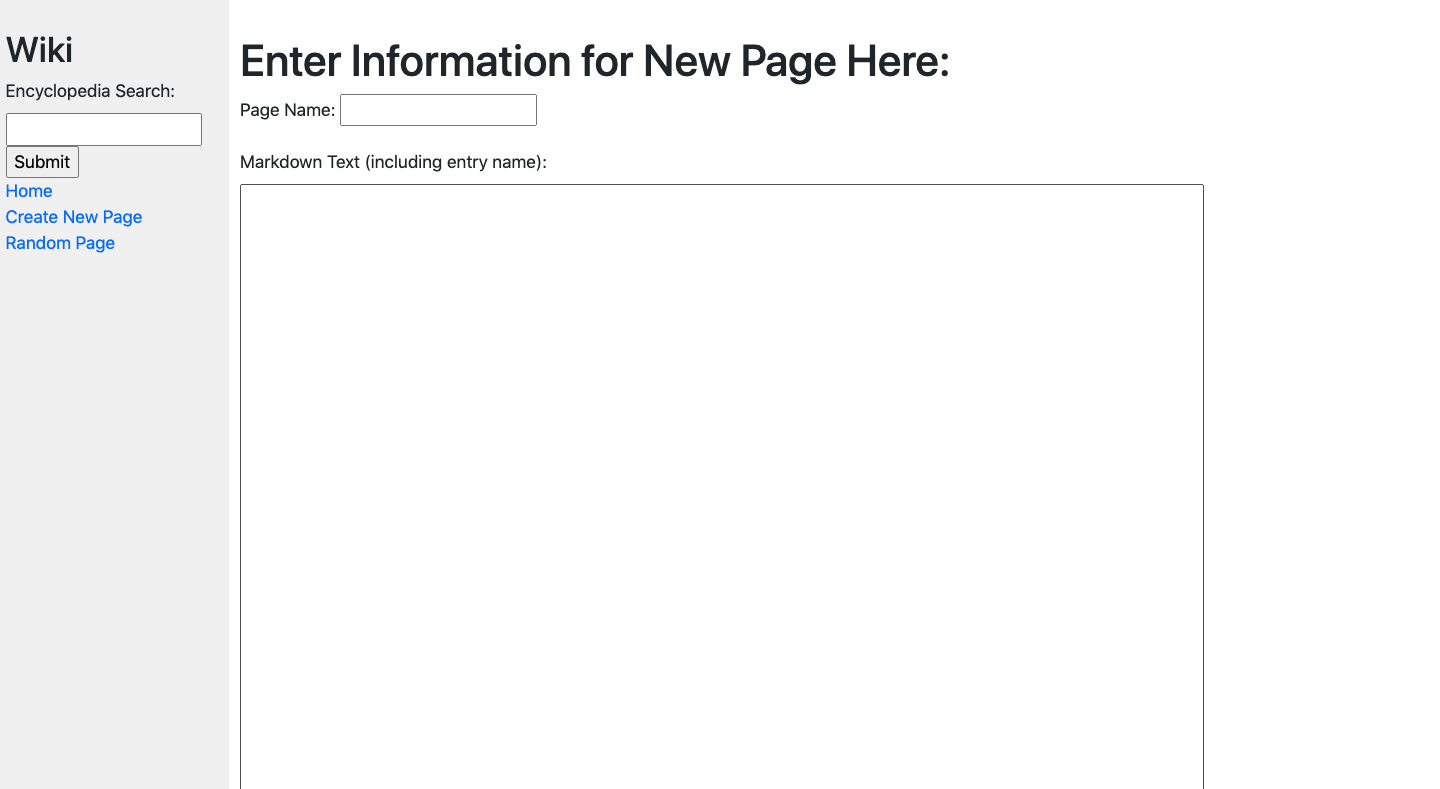 Wiki
Encyclopedia Search:
Submit
Home
Create New Page
Random Page
Enter Information for New Page Here:
Page Name:
Markdown Text (including entry name):